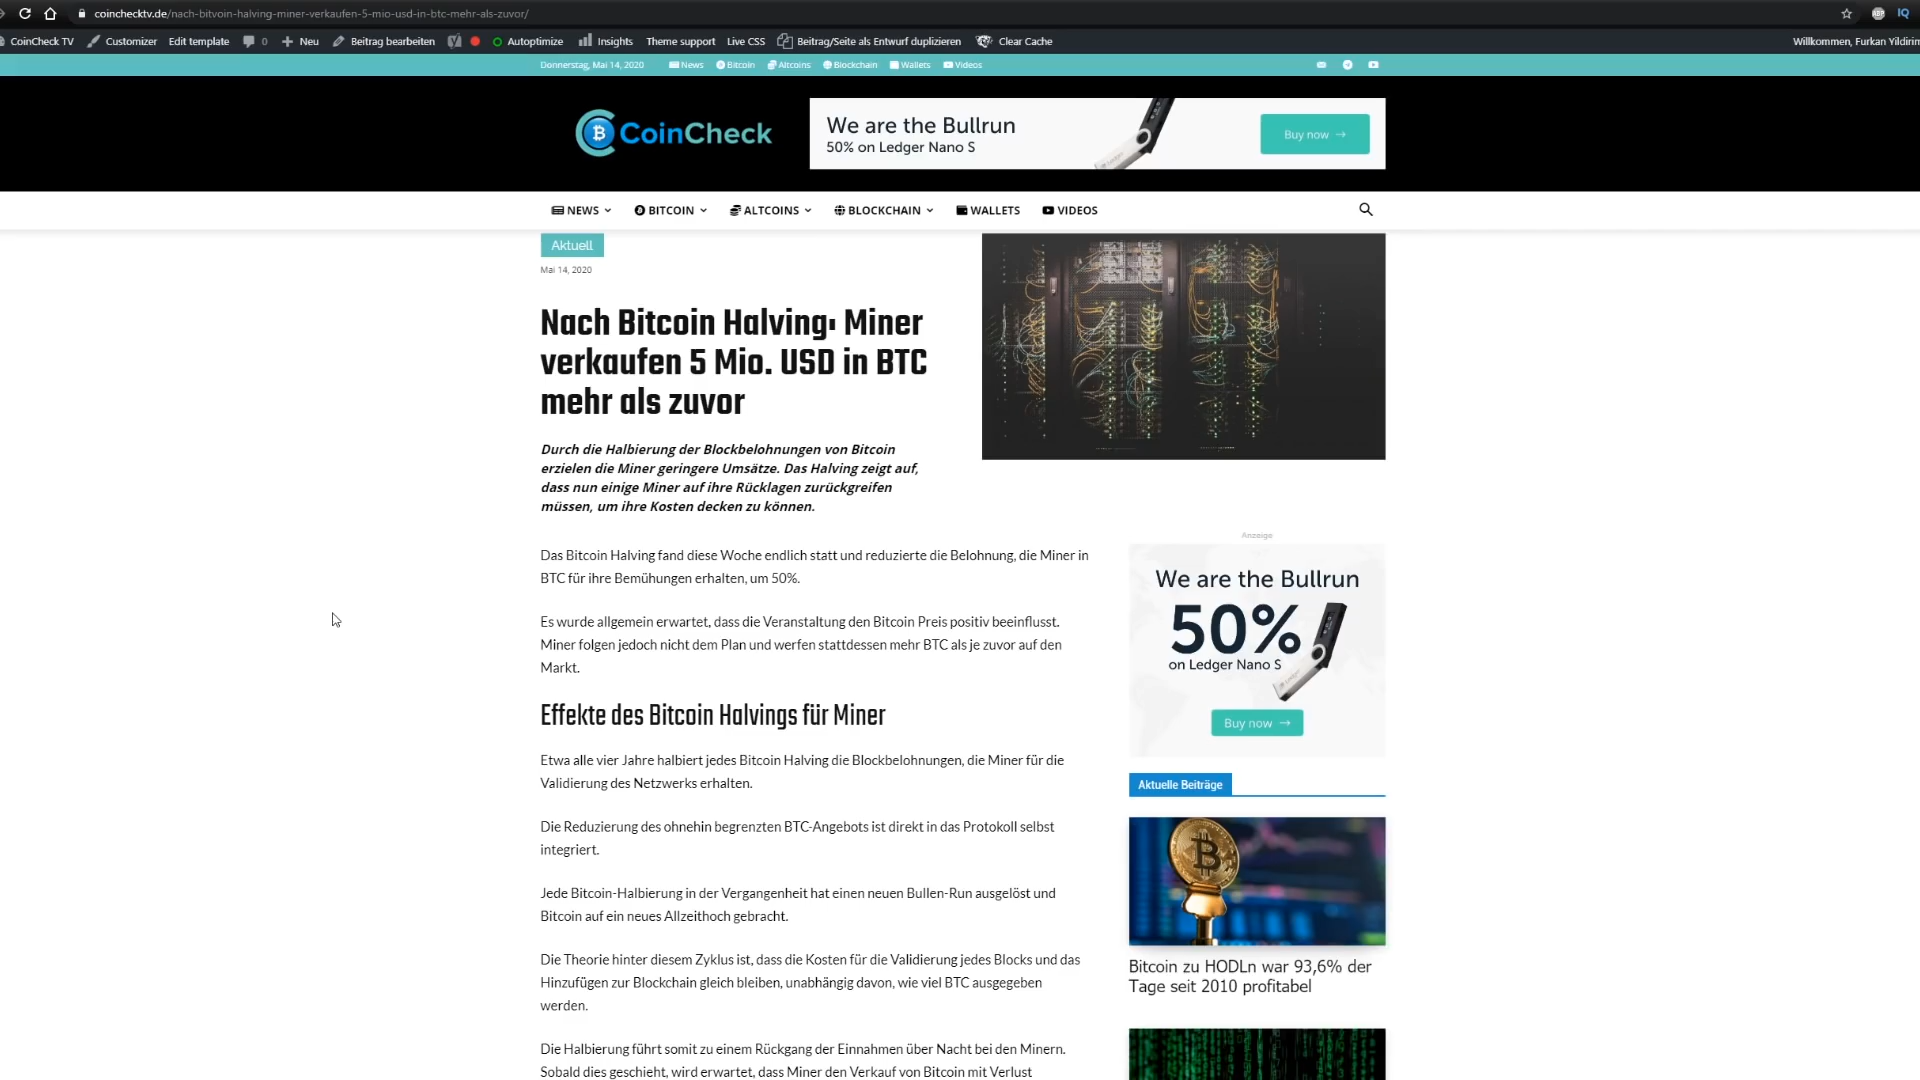 coinchecktv.de/nach-bitvoin-halving-miner-verkaufen-5-mio-usd-in-btc-mehr-als-zuvor/
ABP
IQ
CoinCheck TV Customizer Edit template 0 Neu Beitrag bearbeiten Autoptimize Insights Theme support Live CSS Beitrag/Seite als Entwurf duplizieren Clear Cache
Willkommen, Furkan Yildirim
Donnerstag, Mai 14, 2020 News Bitcoin Altcoins Blockchain Wallets Videos
CoinCheck
We are the Bullrun
50% on Ledger Nano S
Buy now →
NEWS BITCOIN ALTCOINS BLOCKCHAIN WALLETS VIDEOS
Aktuell
Mai 14, 2020
Nach Bitcoin Halving: Miner
verkaufen 5 Mio. USD in BTC
mehr als zuvor
Durch die Halbierung der Blockbelohnungen von Bitcoin
erzielen die Miner geringere Umsätze. Das Halving zeigt auf,
dass nun einige Miner auf ihre Rücklagen zurückgreifen
müssen, um ihre Kosten decken zu können.
Das Bitcoin Halving fand diese Woche endlich statt und reduzierte die Belohnung, die Miner in
BTC für ihre Bemühungen erhalten, um 50%.
Es wurde allgemein erwartet, dass die Veranstaltung den Bitcoin Preis positiv beeinflusst.
Miner folgen jedoch nicht dem Plan und werfen stattdessen mehr BTC als je zuvor auf den
Markt.
Effekte des Bitcoin Halvings für Miner
Etwa alle vier Jahre halbiert jedes Bitcoin Halving die Blockbelohnungen, die Miner für die
Validierung des Netzwerks erhalten.
Die Reduzierung des ohnehin begrenzten BTC-Angebots ist direkt in das Protokoll selbst
integriert.
Jede Bitcoin-Halbierung in der Vergangenheit hat einen neuen Bullen-Run ausgelöst und
Bitcoin auf ein neues Allzeithoch gebracht.
Die Theorie hinter diesem Zyklus ist, dass die Kosten für die Validierung jedes Blocks und das
Hinzufügen zur Blockchain gleich bleiben, unabhängig davon, wie viel BTC ausgegeben
werden.
Die Halbierung führt somit zu einem Rückgang der Einnahmen über Nacht bei den Minern.
Sobald dies geschieht, wird erwartet, dass Miner den Verkauf von Bitcoin mit Verlust
Anzeige
We are the Bullrun
50%
on Ledger Nano S
Buy now →
Aktuelle Beiträge
Bitcoin zu HODLn war 93,6% der
Tage seit 2010 profitabel